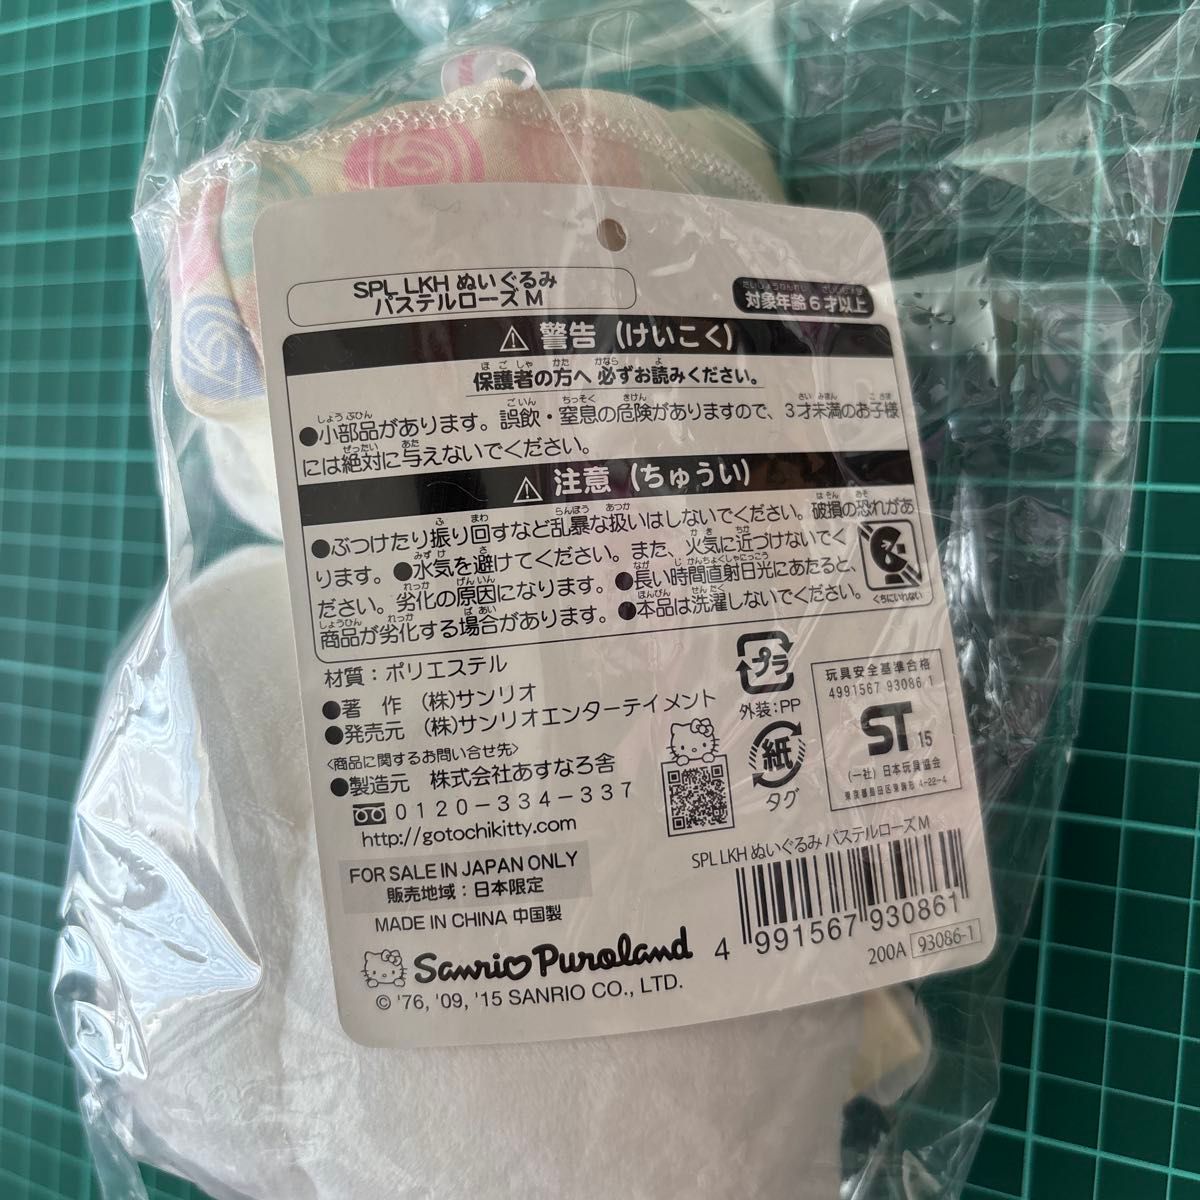 SPL LKH ぬいぐるみ
パステルローズ M
対象年齢6才以上
警告 (けいこく)
保護者の方へ 必ずお読みください。
●小部品があります。誤飲・窒息の危険がありますので、3才未満のお子様
には絶対に与えないでください。
注意 (ちゅうい)
●ぶつけたり振り回すなど乱暴な扱いはしないでください。破損の恐れがあ
ります。●水気を避けてください。また、火気に近づけないでく
ださい。劣化の原因になります。●長い時間直射日光にあたると、
商品が劣化する場合があります。●本品は洗濯しないでください。
くちにいれない
材質:ポリエステル
●著 作 (株)サンリオ
●発売元 (株)サンリオエンターテイメント
〈商品に関するお問い合せ先〉
●製造元 株式会社あすなろ舎
0120-334-337
http://gotochikitty.com
プラ
外装:PP
紙
タグ
玩具安全基準合格
4991567 93086/1
ST 15
(一社) 日本玩具協会
東京都墨田区東駒形 4-22-4
FOR SALE IN JAPAN ONLY
販売地域:日本限定
MADE IN CHINA 中国製
Sanrio Puroland
© '76, '09, '15 SANRIO CO., LTD.
SPL LKH ぬいぐるみ パステルローズ M
4 991567 930861
200A 93086-1